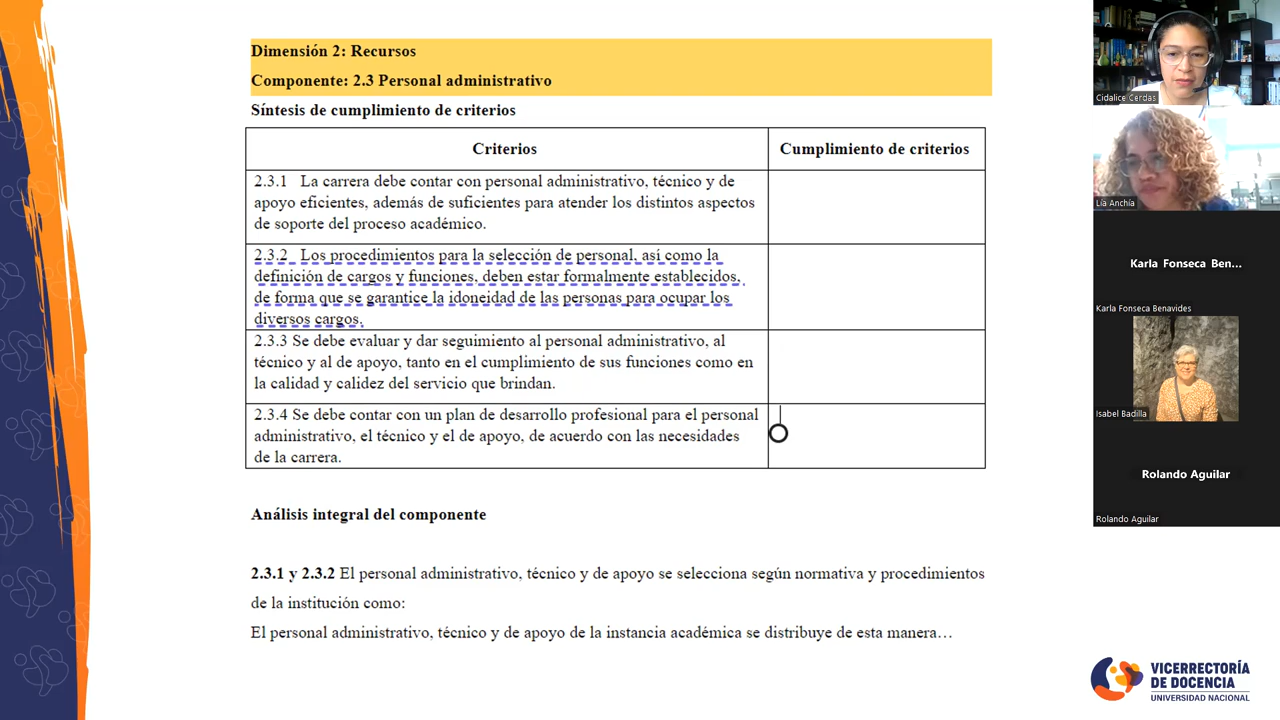 Dimensión 2: Recursos
Componente: 2.3 Personal administrativo
Síntesis de cumplimiento de criterios
Criterios
Cumplimiento de criterios
2.3.1 La carrera debe contar con personal administrativo, técnico y de
apoyo eficientes, además de suficientes para atender los distintos aspectos
de soporte del proceso académico.
2.3.2 Los procedimientos para la selección de personal, así como la
definición de cargos y funciones, deben estar formalmente establecidos,
de forma que se garantice la idoneidad de las personas para ocupar los
diversos cargos.
2.3.3 Se debe evaluar y dar seguimiento al personal administrativo, al
técnico y al de apoyo, tanto en el cumplimiento de sus funciones como en
la calidad y calidez del servicio que brindan.
2.3.4 Se debe contar con un plan de desarrollo profesional para el personal
administrativo, el técnico y el de apoyo, de acuerdo con las necesidades
de la carrera.
Análisis integral del componente
2.3.1 y 2.3.2 El personal administrativo, técnico y de apoyo se selecciona según normativa y procedimientos
de la institución como:
El personal administrativo, técnico y de apoyo de la instancia académica se distribuye de esta manera…
Cidalice Cerdas
Lía Anchía
Karla Fonseca Ben...
Karla Fonseca Benavides
Isabel Badilla
Rolando Aguilar
Rolando Aguilar
VICERRECTORÍA
DE DOCENCIA
UNIVERSIDAD NACIONAL